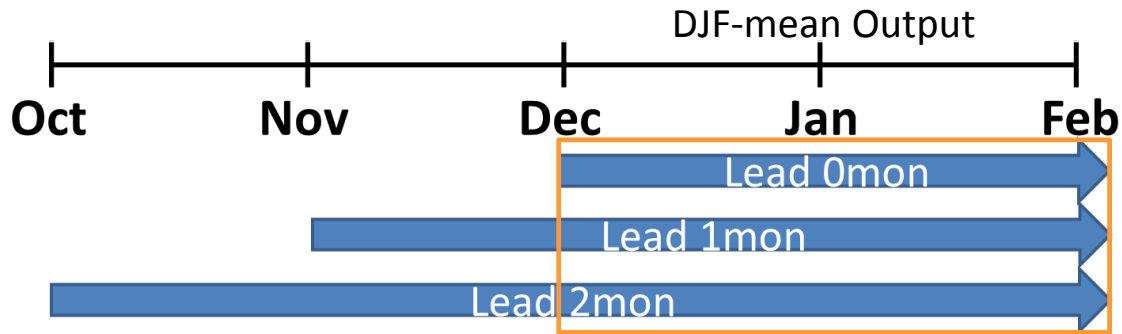 DJF-mean Output
Oct Nov Dec Jan Feb
Lead 0mon
Lead 1mon
Lead 2mon